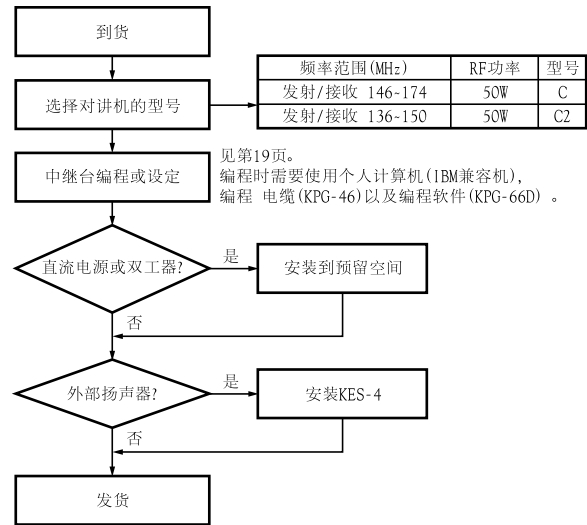 到货
选择对讲机的型号
频率范围(MHz) RF功率 型号
发射/接收 146~174 50W C
发射/接收 136~150 50W C2
中继台编程或设定
见第19页。
编程时需要使用个人计算机(IBM兼容机),
编程 电缆(KPG-46)以及编程软件(KPG-66D) 。
直流电源或双工器?
是
安装到预留空间
否
外部扬声器?
是
安装KES-4
否
发货